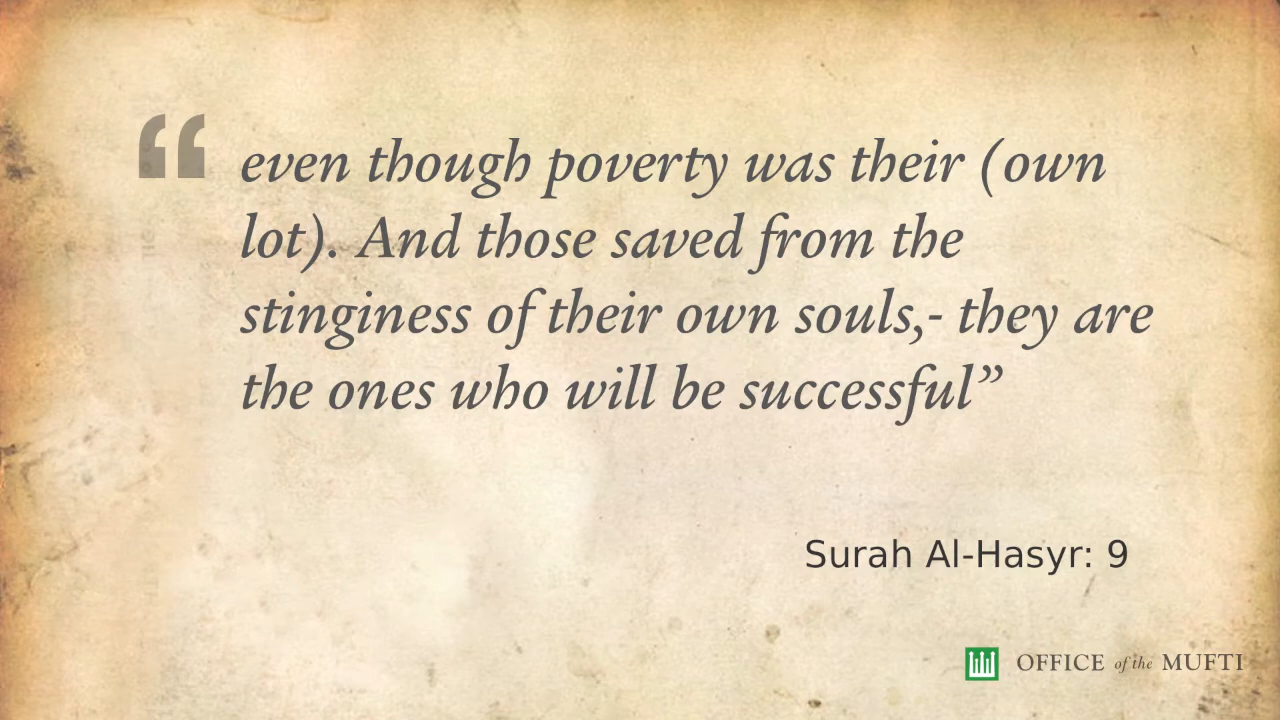 “ even though poverty was their (own
lot). And those saved from the
stinginess of their own souls,- they are
the ones who will be successful”
Surah Al-Hasyr: 9
OFFICE of the MUFTI